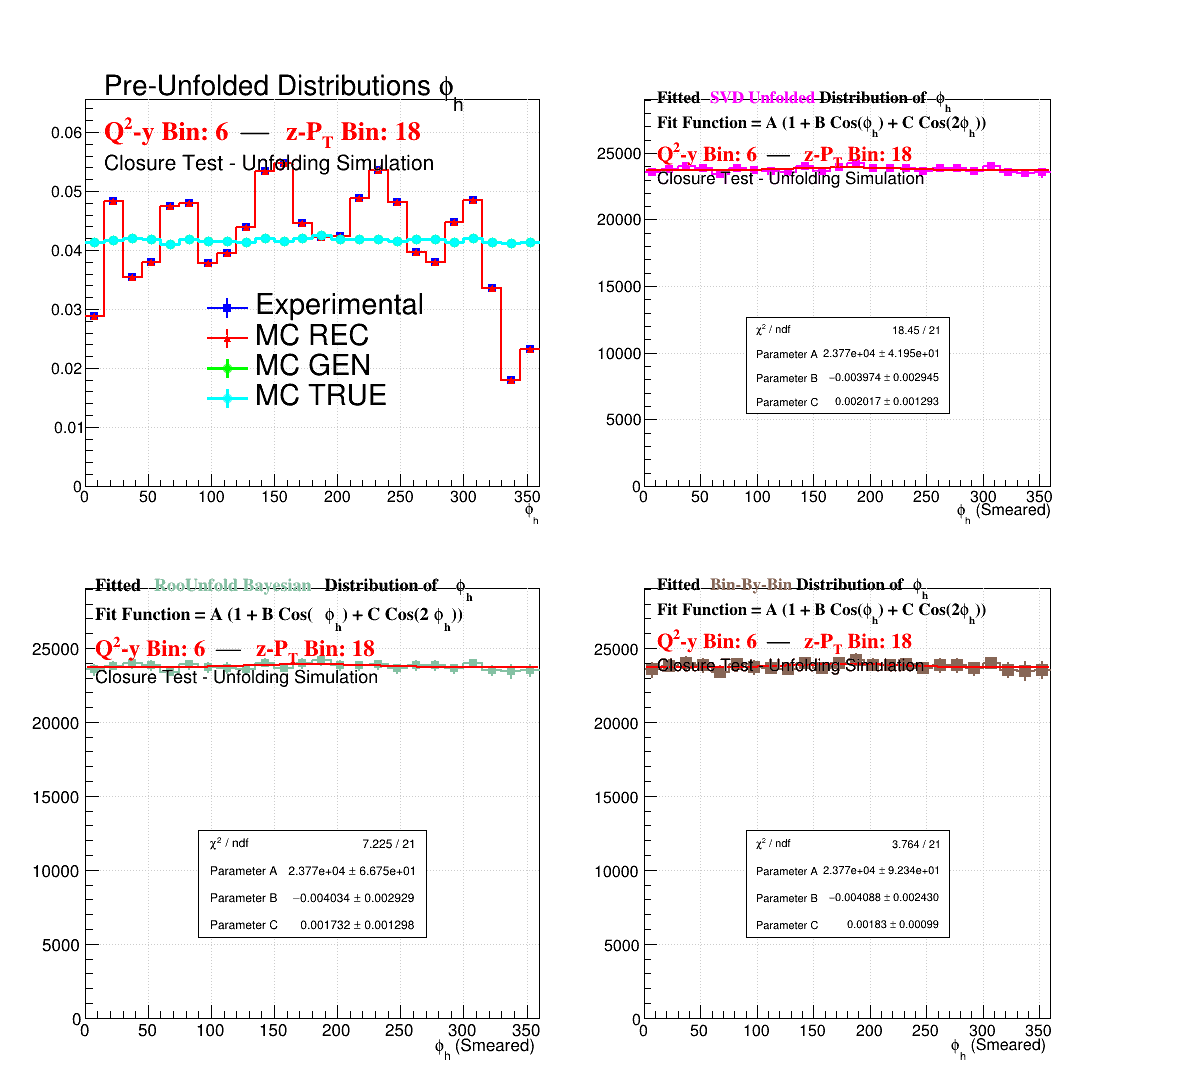 Pre-Unfolded Distributions ϕh
Q²-y Bin: 6 — z-PT Bin: 18
Closure Test - Unfolding Simulation
0.06
0.05
0.04
0.03
0.02
0.01
0
Experimental
MC REC
MC GEN
MC TRUE
0 50 100 150 200 250 300 350
ϕh
Fitted SVD Unfolded Distribution of ϕh
Fit Function = A (1 + B Cos(ϕh) + C Cos(2ϕh))
Q²-y Bin: 6 — z-PT Bin: 18
Closure Test - Unfolding Simulation
25000
20000
15000
10000
5000
0
χ² / ndf 18.45 / 21
Parameter A 2.377e+04 ± 4.195e+01
Parameter B −0.003974 ± 0.002945
Parameter C 0.002017 ± 0.001293
0 50 100 150 200 250 300 350
ϕh (Smeared)
Fitted RooUnfold Bayesian Distribution of ϕh
Fit Function = A (1 + B Cos( ϕh) + C Cos(2 ϕh))
Q²-y Bin: 6 — z-PT Bin: 18
Closure Test - Unfolding Simulation
25000
20000
15000
10000
5000
0
χ² / ndf 7.225 / 21
Parameter A 2.377e+04 ± 6.675e+01
Parameter B −0.004034 ± 0.002929
Parameter C 0.001732 ± 0.001298
0 50 100 150 200 250 300 350
ϕh (Smeared)
Fitted Bin-By-Bin Distribution of ϕh
Fit Function = A (1 + B Cos(ϕh) + C Cos(2ϕh))
Q²-y Bin: 6 — z-PT Bin: 18
Closure Test - Unfolding Simulation
25000
20000
15000
10000
5000
0
χ² / ndf 3.764 / 21
Parameter A 2.377e+04 ± 9.234e+01
Parameter B −0.004088 ± 0.002430
Parameter C 0.00183 ± 0.00099
0 50 100 150 200 250 300 350
ϕh (Smeared)